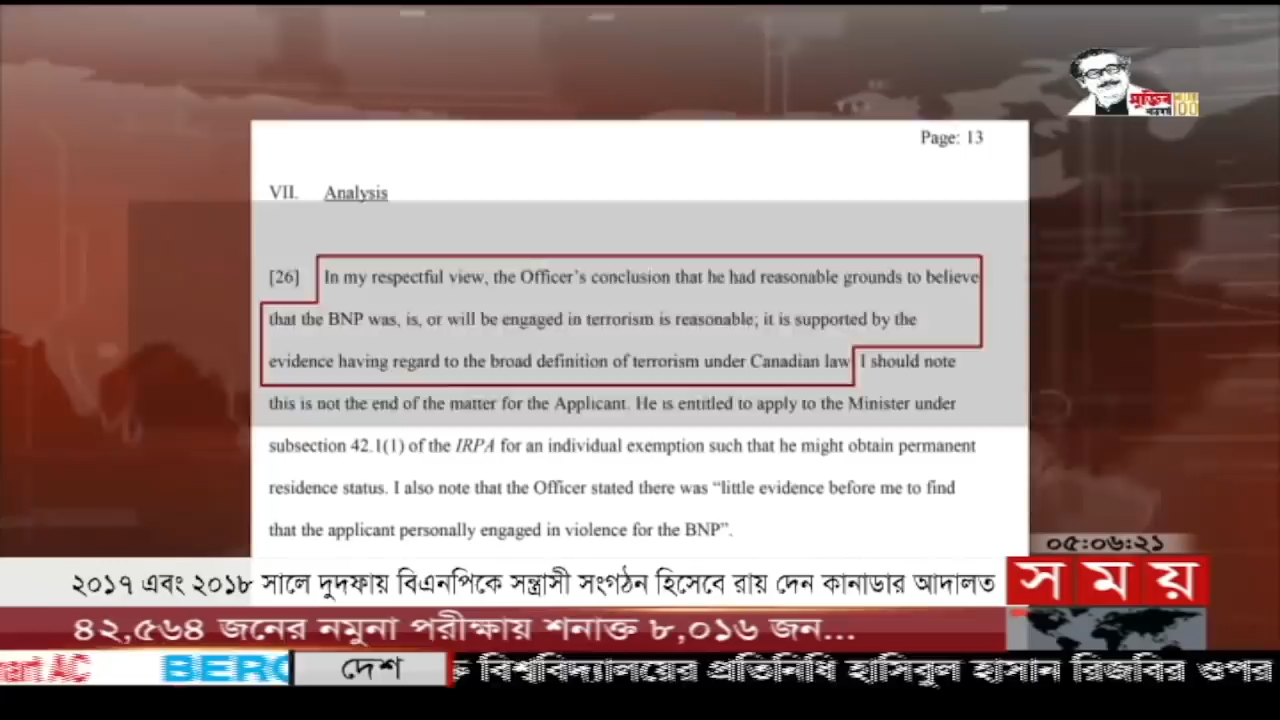 মুজিব
100
Page: 13
VII. Analysis
[26] In my respectful view, the Officer's conclusion that he had reasonable grounds to believe
that the BNP was, is, or will be engaged in terrorism is reasonable; it is supported by the
evidence having regard to the broad definition of terrorism under Canadian law. I should note
this is not the end of the matter for the Applicant. He is entitled to apply to the Minister under
subsection 42.1(1) of the IRPA for an individual exemption such that he might obtain permanent
residence status. I also note that the Officer stated there was “little evidence before me to find
that the applicant personally engaged in violence for the BNP”.
০৫:০৬:২১
২০১৭ এবং ২০১৮ সালে দুদফায় বিএনপিকে সন্ত্রাসী সংগঠন হিসেবে রায় দেন কানাডার আদালত
সময়
৪২,৫৬৪ জনের নমুনা পরীক্ষায় শনাক্ত ৮,০১৬ জন...
AC BERG দেশ বিশ্ববিদ্যালয়ের প্রতিনিধি হাসিবুল হাসান রিজবির ওপর